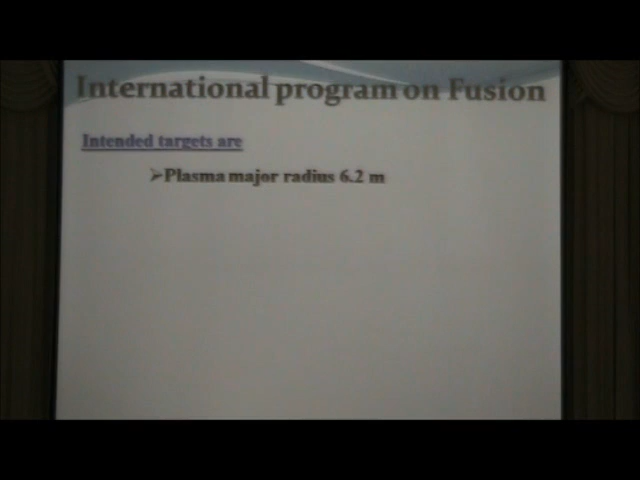 International program on Fusion
Intended targets are
➢Plasma major radius 6.2 m